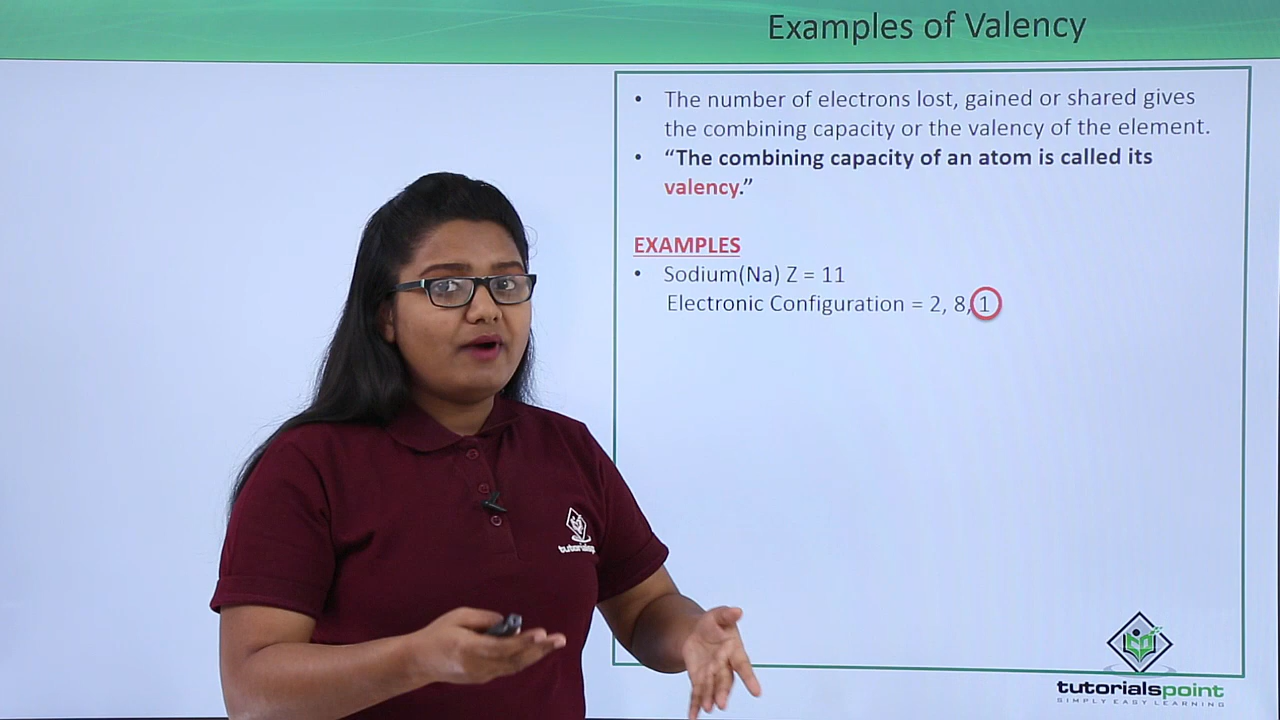 Examples of Valency
• The number of electrons lost, gained or shared gives
the combining capacity or the valency of the element.
• “The combining capacity of an atom is called its
valency.”
EXAMPLES
• Sodium(Na) Z = 11
Electronic Configuration = 2, 8, 1
tutorialsp
tutorialspoint
SIMPLY EASY LEARNING